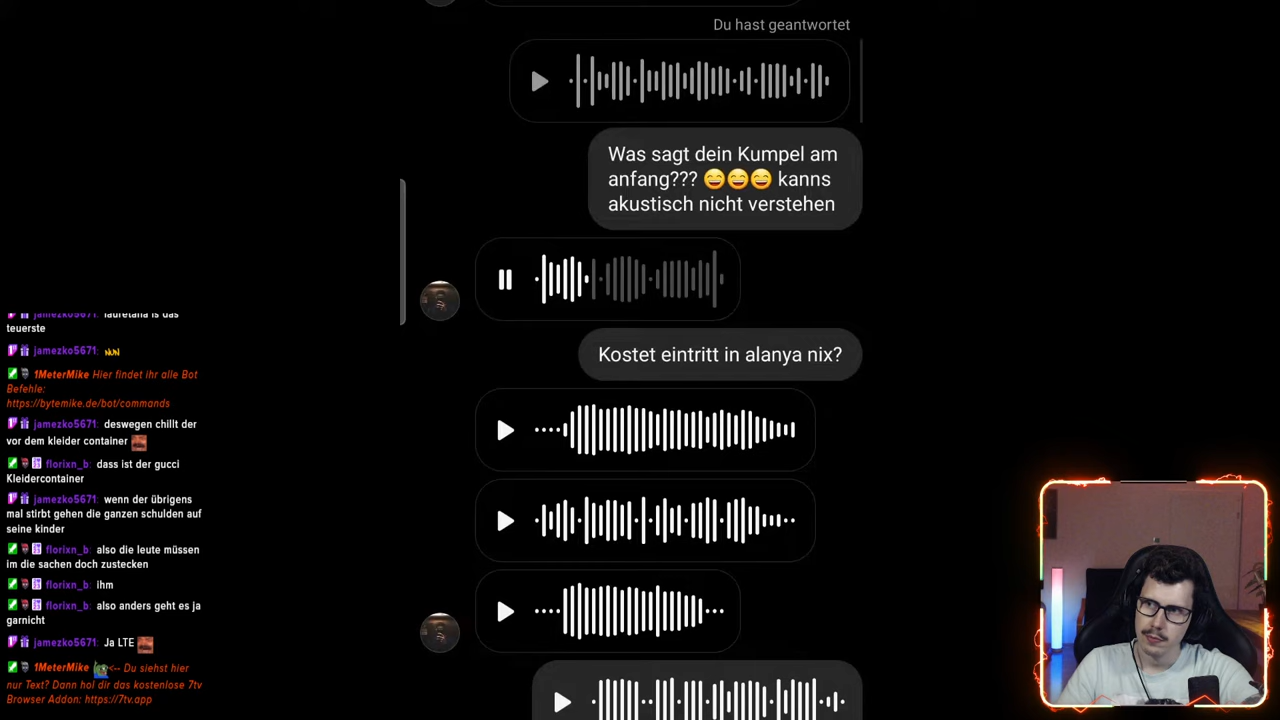 Du hast geantwortet
Was sagt dein Kumpel am
anfang??? 😄😄😄 kanns
akustisch nicht verstehen
Kostet eintritt in alanya nix?
jamezko5671: lauretana is das
teuerste
jamezko5671:
1MeterMike Hier findet ihr alle Bot
Befehle:
https://bytemike.de/bot/commands
jamezko5671: deswegen chillt der
vor dem kleider container
florixn_b: dass ist der gucci
Kleidercontainer
jamezko5671: wenn der übrigens
mal stirbt gehen die ganzen schulden auf
seine kinder
florixn_b: also die leute müssen
im die sachen doch zustecken
florixn_b: ihm
florixn_b: also anders geht es ja
garnicht
jamezko5671: Ja LTE
1MeterMike <-- Du siehst hier
nur Text? Dann hol dir das kostenlose 7tv
Browser Addon: https://7tv.app